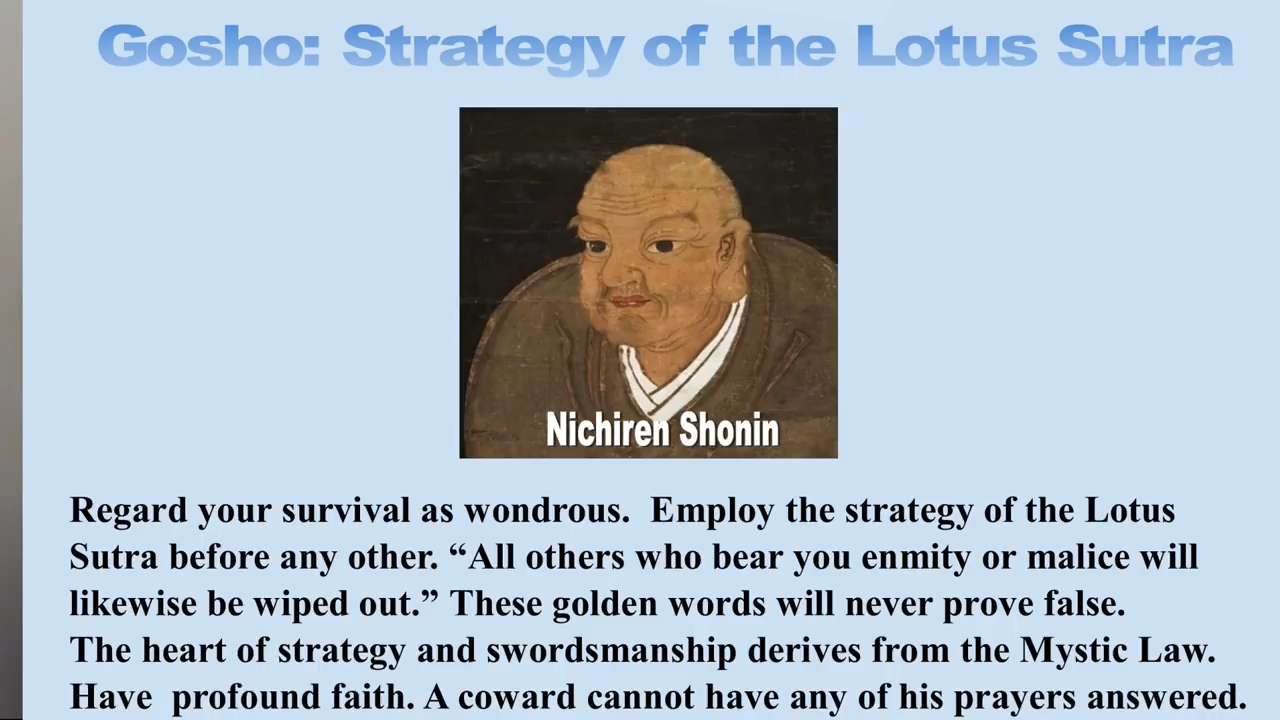 Gosho: Strategy of the Lotus Sutra
Nichiren Shonin
Regard your survival as wondrous.  Employ the strategy of the Lotus
Sutra before any other. “All others who bear you enmity or malice will
likewise be wiped out.” These golden words will never prove false.
The heart of strategy and swordsmanship derives from the Mystic Law.
Have  profound faith. A coward cannot have any of his prayers answered.